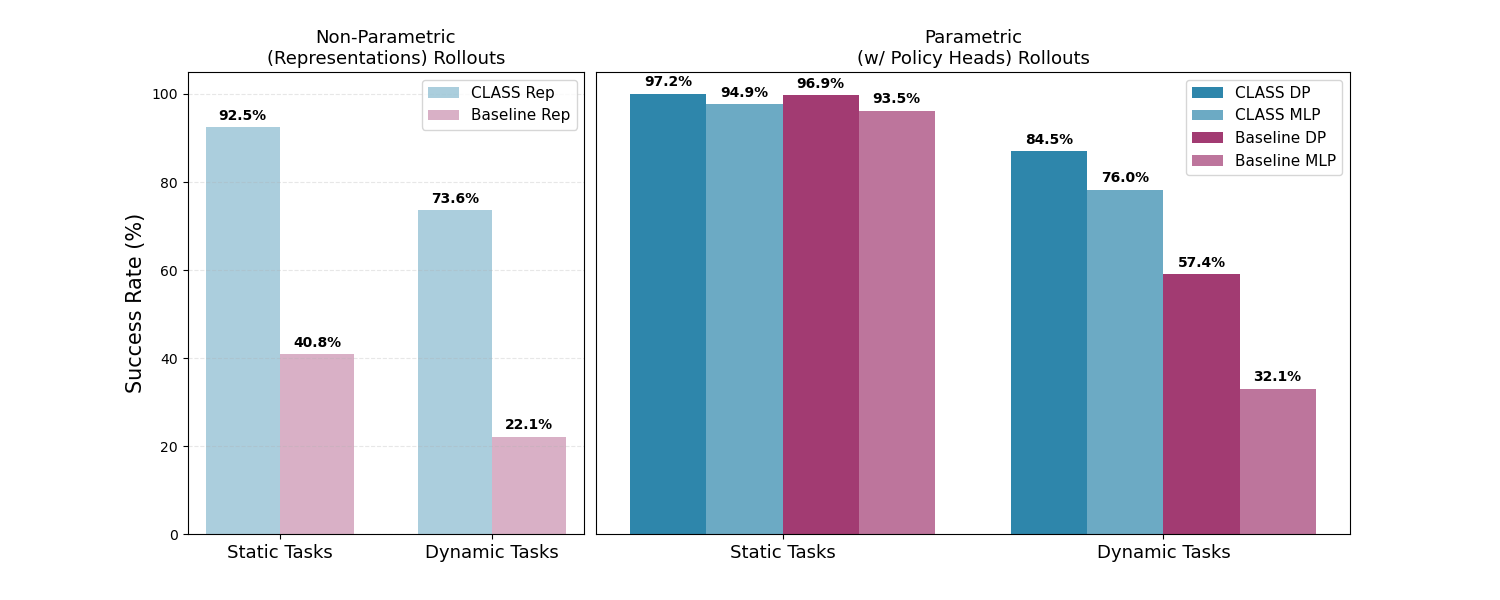 Non-Parametric
(Representations) Rollouts
Parametric
(w/ Policy Heads) Rollouts
Success Rate (%)
100
80
60
40
20
0
92.5%
40.8%
73.6%
22.1%
CLASS Rep
Baseline Rep
Static Tasks
Dynamic Tasks
97.2%
94.9%
96.9%
93.5%
84.5%
76.0%
57.4%
32.1%
CLASS DP
CLASS MLP
Baseline DP
Baseline MLP
Static Tasks
Dynamic Tasks